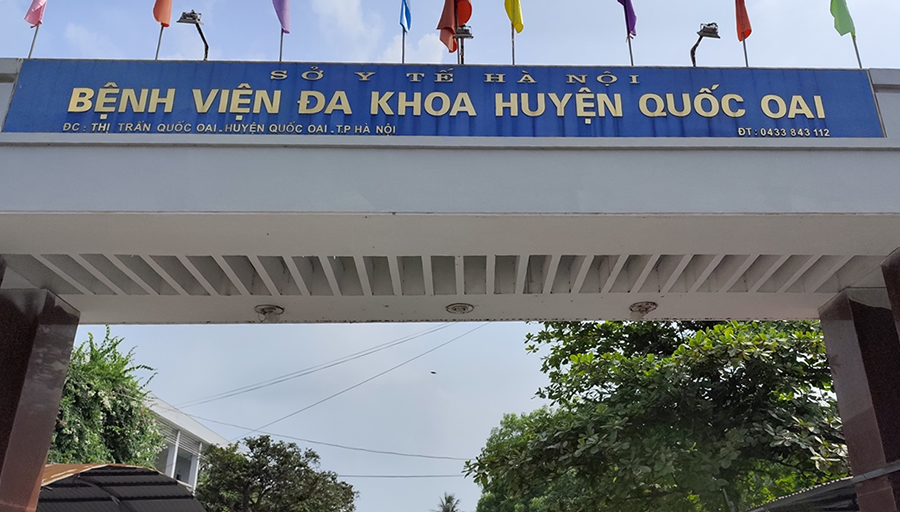 SỞ Y TẾ HÀ NỘI
BỆNH VIỆN ĐA KHOA HUYỆN QUỐC OAI
ĐC : THỊ TRẤN QUỐC OAI - HUYỆN QUỐC OAI - T.P HÀ NỘI ĐT : 0433 843 112